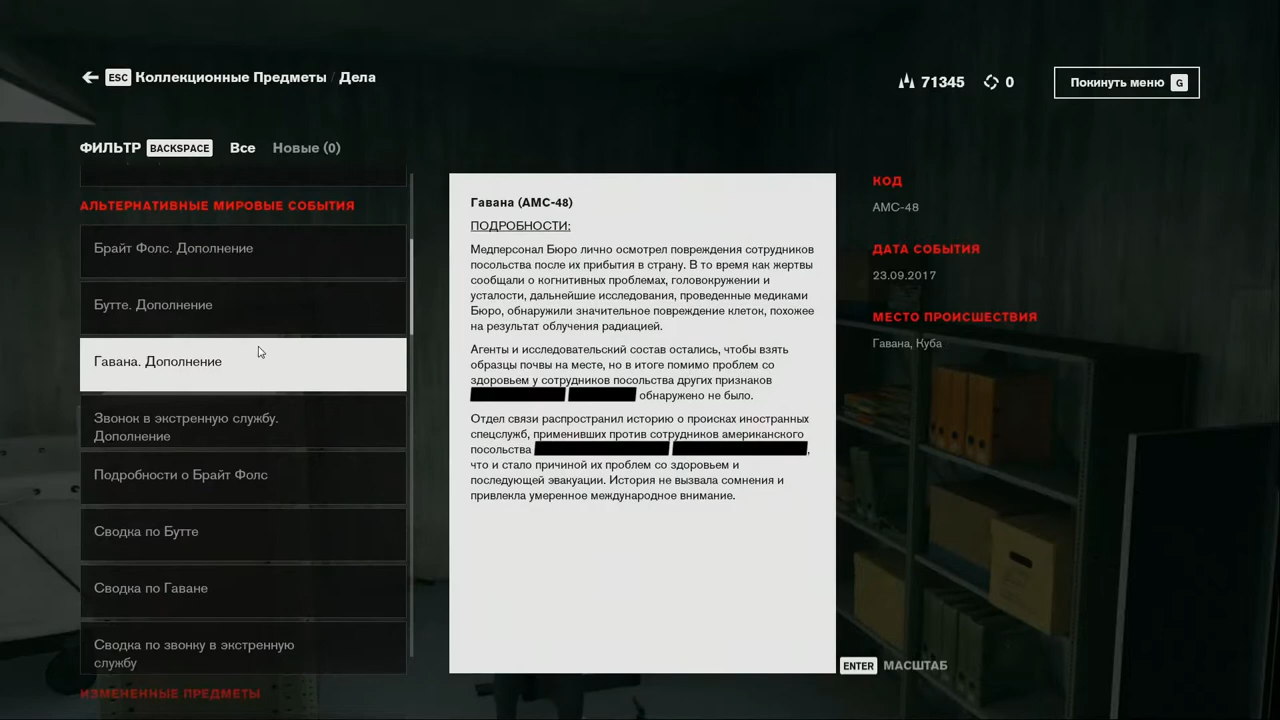 ESC Коллекционные Предметы / Дела
71345 0
Покинуть меню G
ФИЛЬТР BACKSPACE Все Новые (0)
АЛЬТЕРНАТИВНЫЕ МИРОВЫЕ СОБЫТИЯ
Брайт Фолс. Дополнение
Бутте. Дополнение
Гавана. Дополнение
Звонок в экстренную службу.
Дополнение
Подробности о Брайт Фолс
Сводка по Бутте
Сводка по Гаване
Сводка по звонку в экстренную
службу
ИЗМЕНЕННЫЕ ПРЕДМЕТЫ
Гавана (АМС-48)
ПОДРОБНОСТИ:
Медперсонал Бюро лично осмотрел повреждения сотрудников
посольства после их прибытия в страну. В то время как жертвы
сообщали о когнитивных проблемах, головокружении и
усталости, дальнейшие исследования, проведенные медиками
Бюро, обнаружили значительное повреждение клеток, похожее
на результат облучения радиацией.
Агенты и исследовательский состав остались, чтобы взять
образцы почвы на месте, но в итоге помимо проблем со
здоровьем у сотрудников посольства других признаков
обнаружено не было.
Отдел связи распространил историю о происках иностранных
спецслужб, применивших против сотрудников американского
посольства ,
что и стало причиной их проблем со здоровьем и
последующей эвакуации. История не вызвала сомнения и
привлекла умеренное международное внимание.
КОД
АМС-48
ДАТА СОБЫТИЯ
23.09.2017
МЕСТО ПРОИСШЕСТВИЯ
Гавана, Куба
ENTER МАСШТАБ